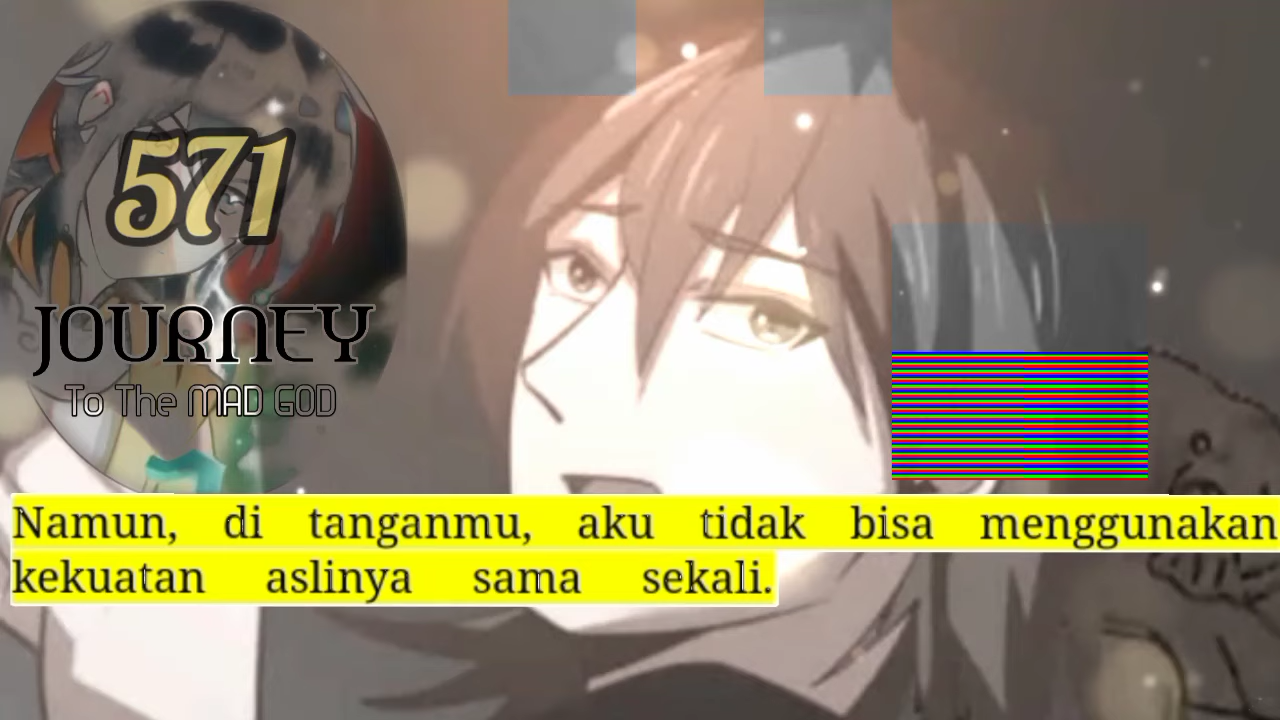 571
JOURNEY
To The MAD GOD
Namun, di tanganmu, aku tidak bisa menggunakan
kekuatan aslinya sama sekali.